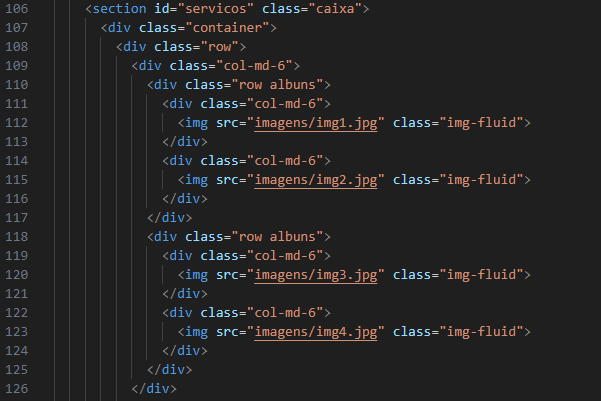 106 <section id="servicos" class="caixa">
107 <div class="container">
108 <div class="row">
109 <div class="col-md-6">
110 <div class="row albuns">
111 <div class="col-md-6">
112 <img src="imagens/img1.jpg" class="img-fluid">
113 </div>
114 <div class="col-md-6">
115 <img src="imagens/img2.jpg" class="img-fluid">
116 </div>
117 </div>
118 <div class="row albuns">
119 <div class="col-md-6">
120 <img src="imagens/img3.jpg" class="img-fluid">
121 </div>
122 <div class="col-md-6">
123 <img src="imagens/img4.jpg" class="img-fluid">
124 </div>
125 </div>
126 </div>